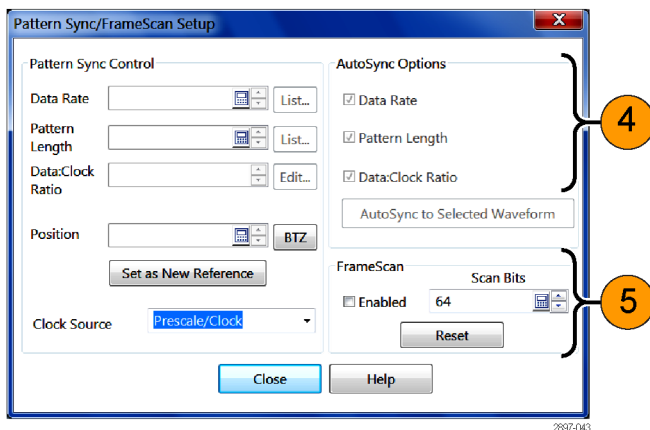 Pattern Sync/FrameScan Setup
X
Pattern Sync Control
Data Rate
List...
Pattern
Length
List...
Data:Clock
Ratio
Edit...
Position
BTZ
Set as New Reference
Clock Source
Prescale/Clock
AutoSync Options
Data Rate
Pattern Length
Data:Clock Ratio
AutoSync to Selected Waveform
4
FrameScan
Scan Bits
Enabled
64
Reset
5
Close
Help
2897-043